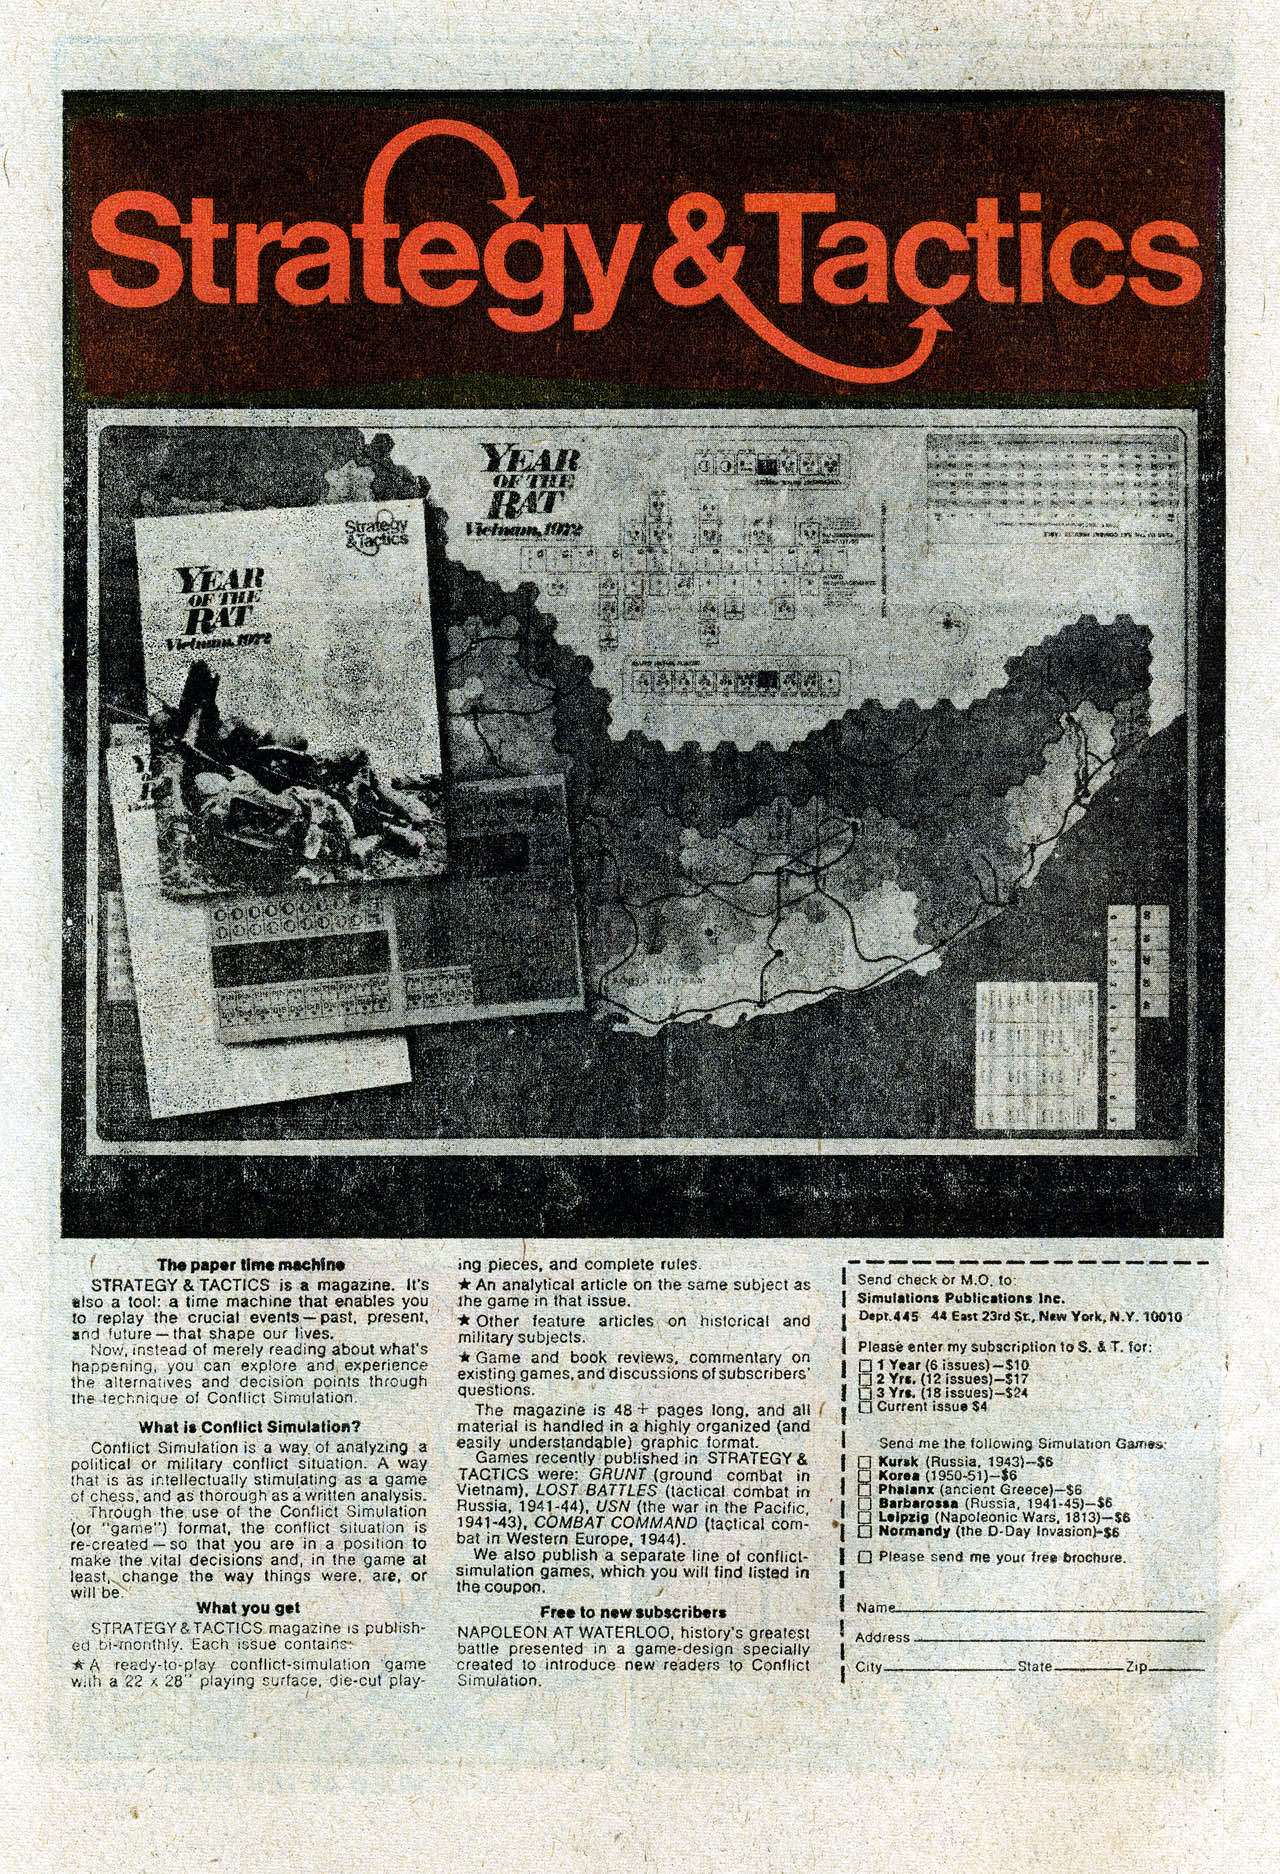 Strategy & Tactics
YEAR
OF THE
RAT
Vietnam, 1972
Strategy
& Tactics
YEAR
OF THE
RAT
Vietnam, 1972
The paper time machine
STRATEGY & TACTICS is a magazine. It's
also a tool: a time machine that enables you
to replay the crucial events—past, present,
and future—that shape our lives.
Now, instead of merely reading about what's
happening, you can explore and experience
the alternatives and decision points through
the technique of Conflict Simulation.
What is Conflict Simulation?
Conflict Simulation is a way of analyzing a
political or military conflict situation. A way
that is as intellectually stimulating as a game
of chess, and as thorough as a written analysis.
Through the use of the Conflict Simulation
(or "game") format, the conflict situation is
re-created—so that you are in a position to
make the vital decisions and, in the game at
least, change the way things were, are, or
will be.
What you get
STRATEGY & TACTICS magazine is publish-
ed bi-monthly. Each issue contains:
★ A ready-to-play conflict-simulation game
with a 22 x 28" playing surface, die-cut play-
ing pieces, and complete rules.
★ An analytical article on the same subject as
the game in that issue.
★ Other feature articles on historical and
military subjects.
★ Game and book reviews, commentary on
existing games, and discussions of subscribers'
questions.
The magazine is 48+ pages long, and all
material is handled in a highly organized (and
easily understandable) graphic format.
Games recently published in STRATEGY &
TACTICS were: GRUNT (ground combat in
Vietnam), LOST BATTLES (tactical combat in
Russia, 1941-44), USN (the war in the Pacific,
1941-43), COMBAT COMMAND (tactical com-
bat in Western Europe, 1944).
We also publish a separate line of conflict-
simulation games, which you will find listed in
the coupon.
Free to new subscribers
NAPOLEON AT WATERLOO, history's greatest
battle presented in a game-design specially
created to introduce new readers to Conflict
Simulation.
Send check or M.O. to:
Simulations Publications Inc.
Dept.445 44 East 23rd St., New York, N.Y. 10010
Please enter my subscription to S. & T. for:
1 Year (6 issues)—$10
2 Yrs. (12 issues)—$17
3 Yrs. (18 issues)—$24
Current issue $4
Send me the following Simulation Games:
Kursk (Russia, 1943)—$6
Korea (1950-51)—$6
Phalanx (ancient Greece)—$6
Barbarossa (Russia, 1941-45)—$6
Leipzig (Napoleonic Wars, 1813)—$6
Normandy (the D-Day Invasion)-$6
Please send me your free brochure.
Name
Address
City State Zip